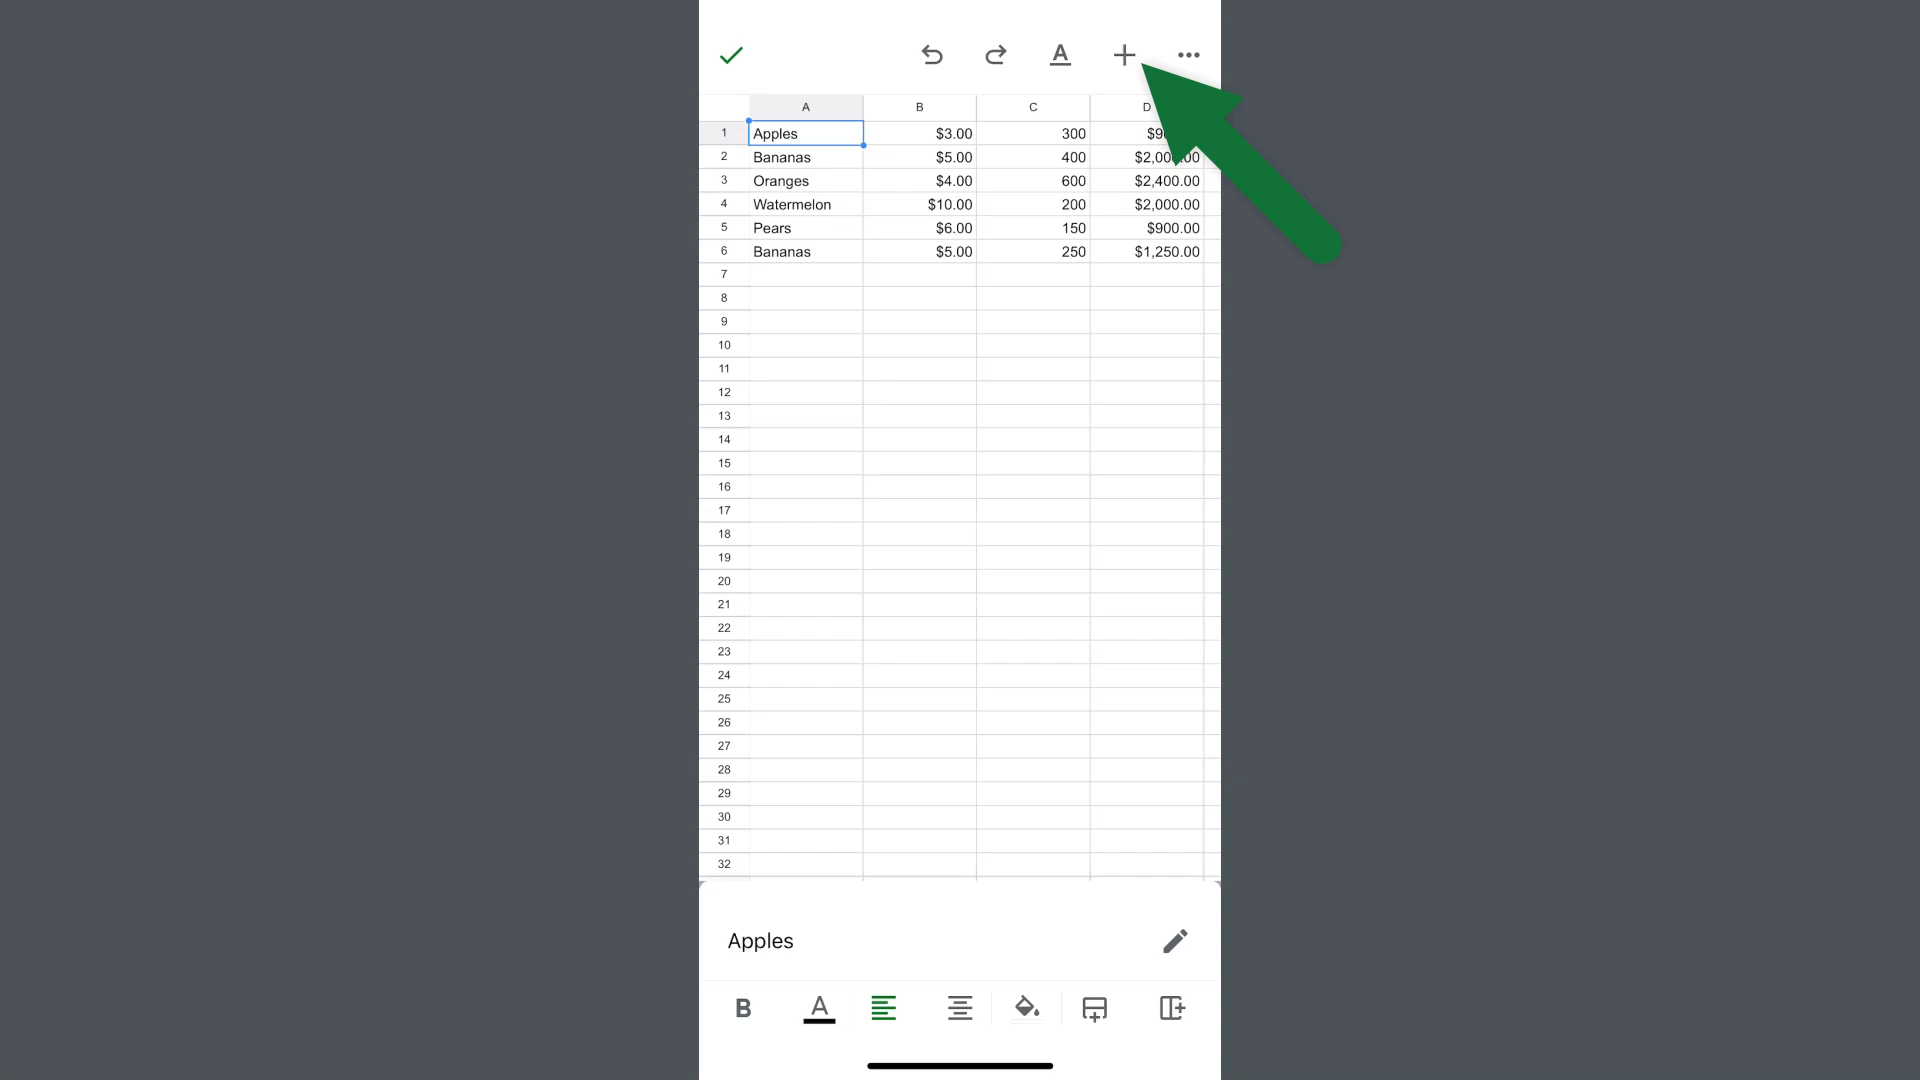 A
A B C D
1 Apples $3.00 300
2 Bananas $5.00 400
3 Oranges $4.00 600 $2,400.00
4 Watermelon $10.00 200 $2,000.00
5 Pears $6.00 150 $900.00
6 Bananas $5.00 250 $1,250.00
7
8
9
10
11
12
13
14
15
16
17
18
19
20
21
22
23
24
25
26
27
28
29
30
31
32
Apples
B A